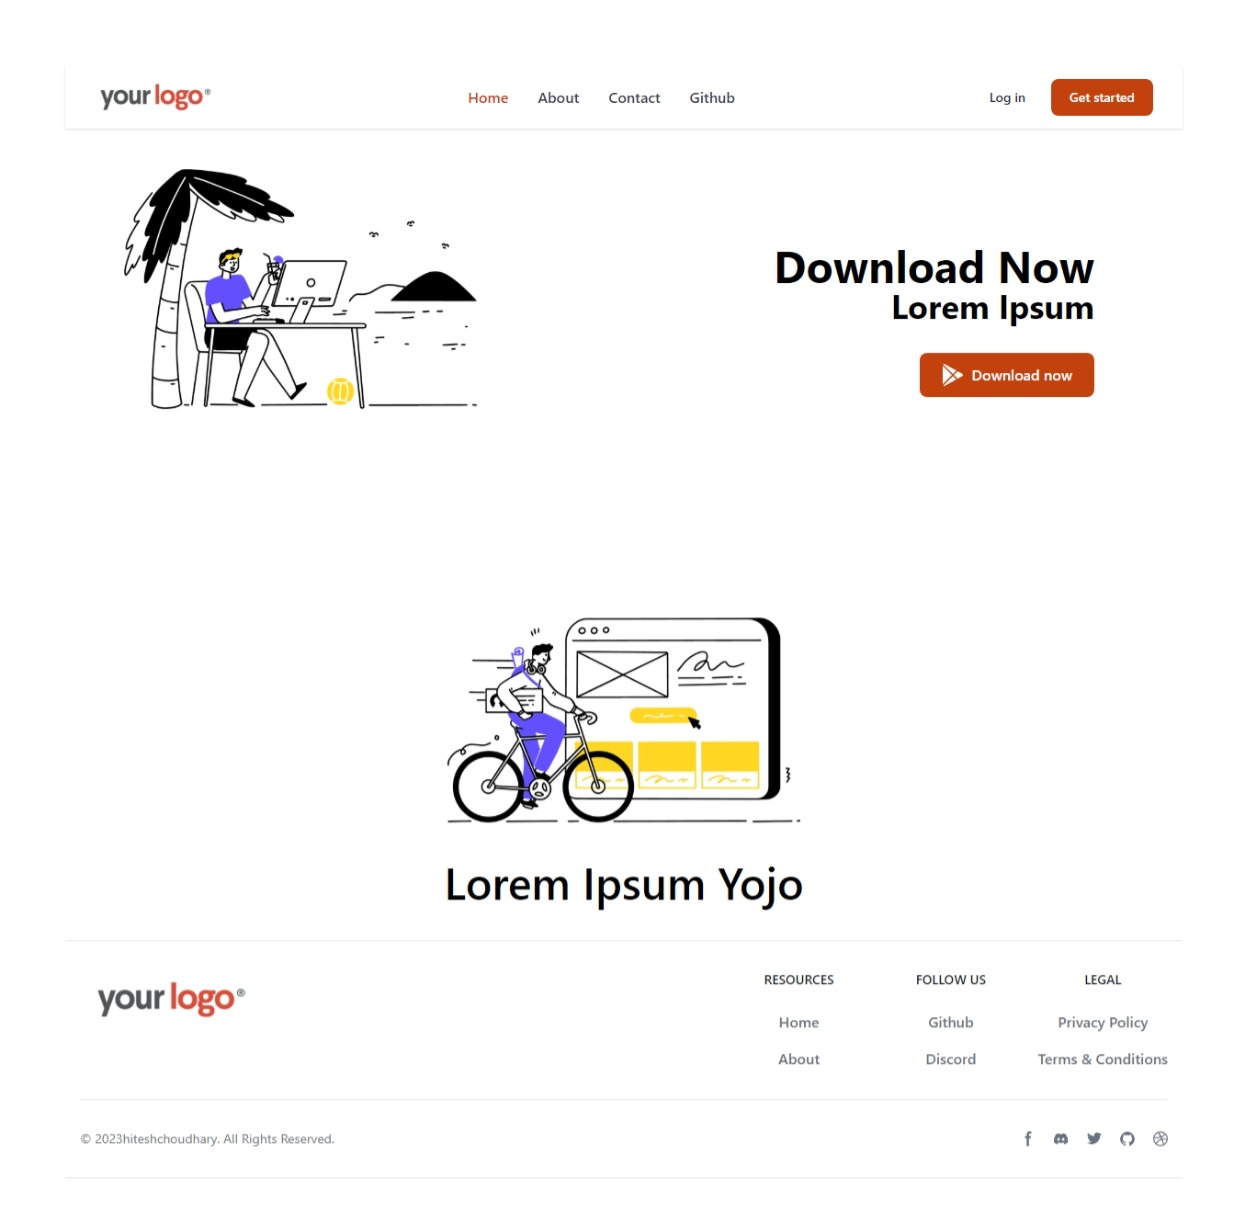 your logo®
Home About Contact Github
Log in Get started
Download Now
Lorem Ipsum
Download now
Lorem Ipsum Yojo
your logo®
RESOURCES
Home
About
FOLLOW US
Github
Discord
LEGAL
Privacy Policy
Terms & Conditions
© 2023hiteshchoudhary. All Rights Reserved.